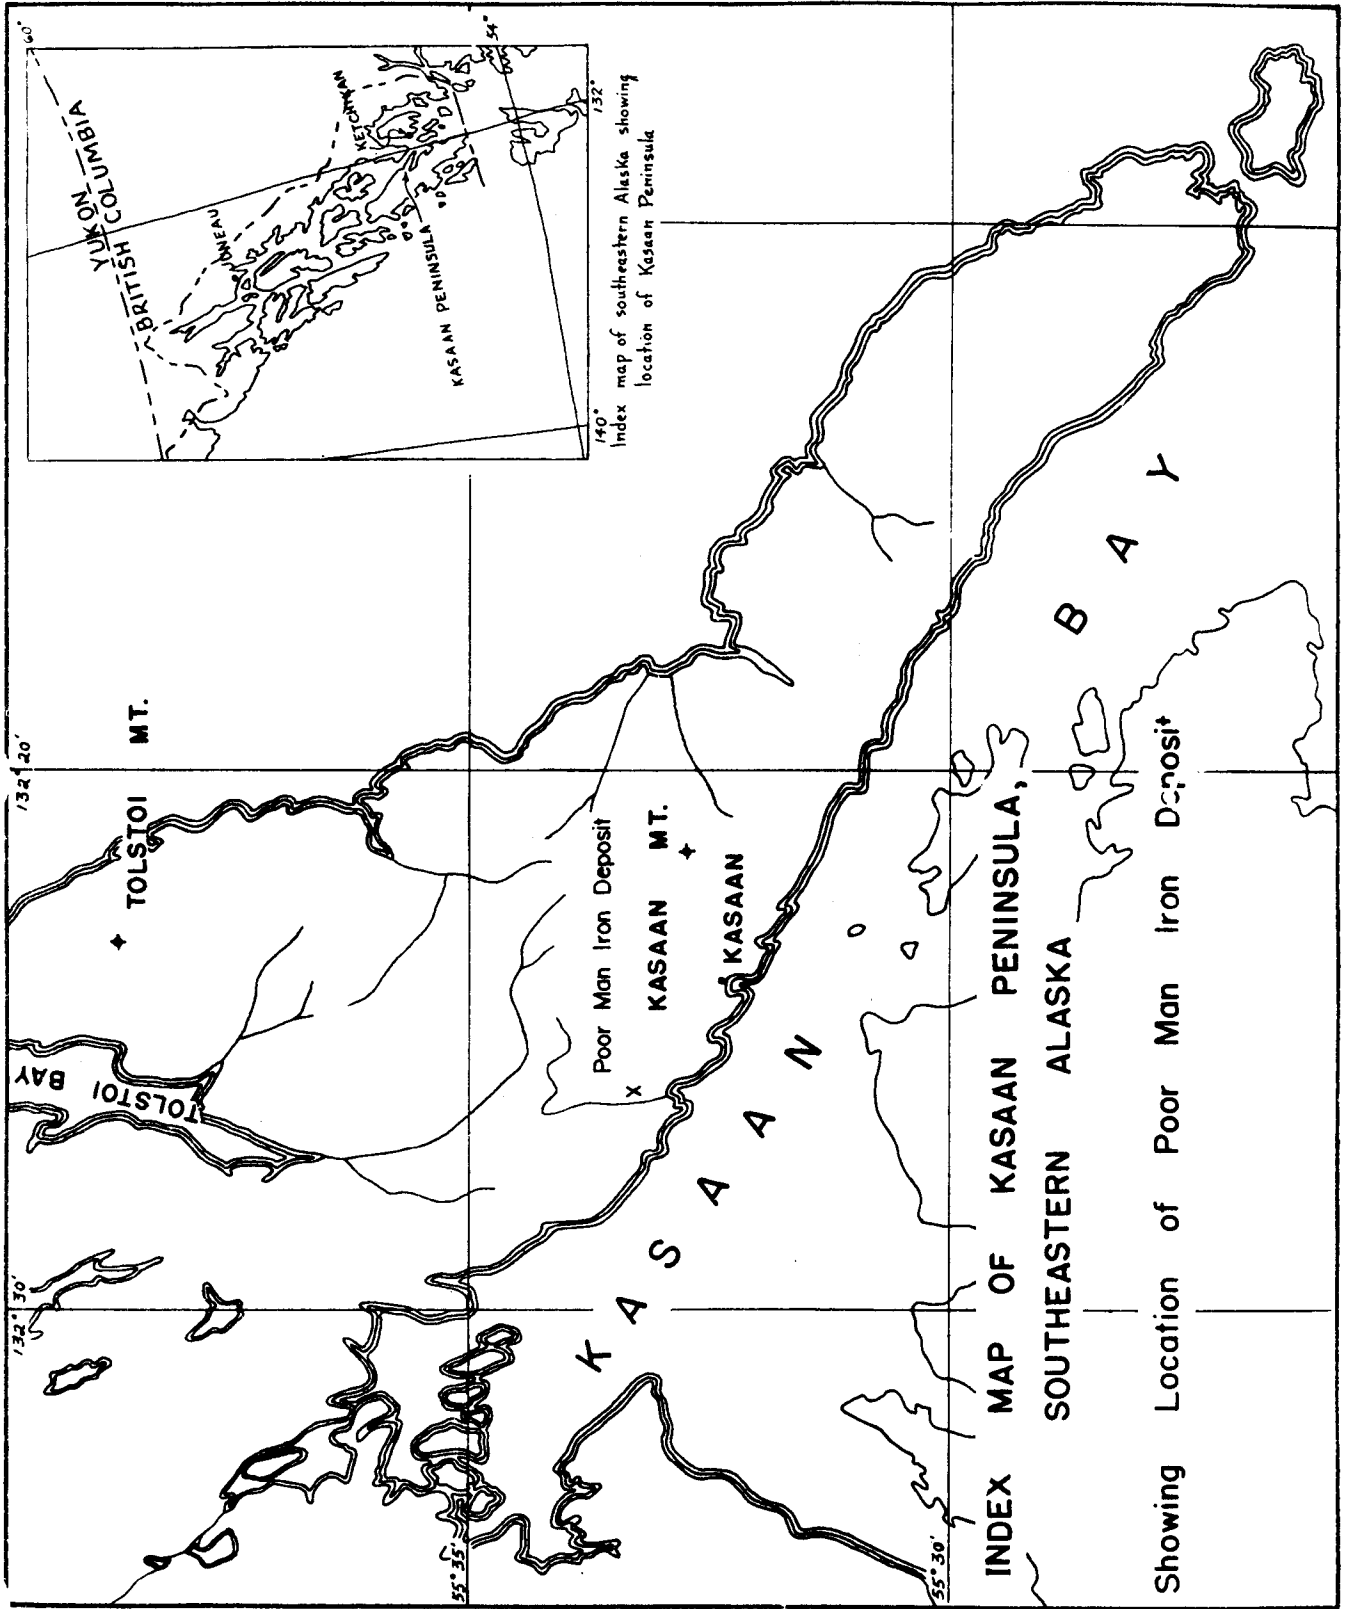 60°
YUKON
BRITISH COLUMBIA
JUNEAU
KETCHIKAN
KASAAN PENINSULA
54°
140°
132°
Index map of southeastern Alaska showing
location of Kasaan Peninsula
132° 30'
132° 20'
TOLSTOI
BAY
TOLSTOI MT.
55° 35'
Poor Man Iron Deposit
x
KASAAN MT.
KASAAN
KASAAN BAY
55° 30'
INDEX MAP OF KASAAN PENINSULA,
SOUTHEASTERN ALASKA
Showing Location of Poor Man Iron Deposit